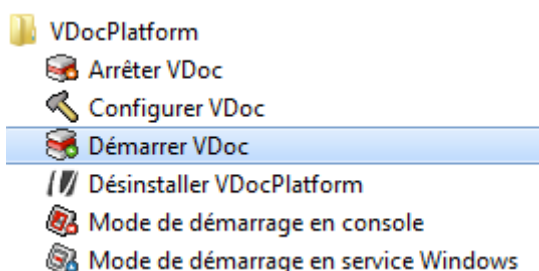 VDocPlatform
Arrêter VDoc
Configurer VDoc
Démarrer VDoc
Désinstaller VDocPlatform
Mode de démarrage en console
Mode de démarrage en service Windows